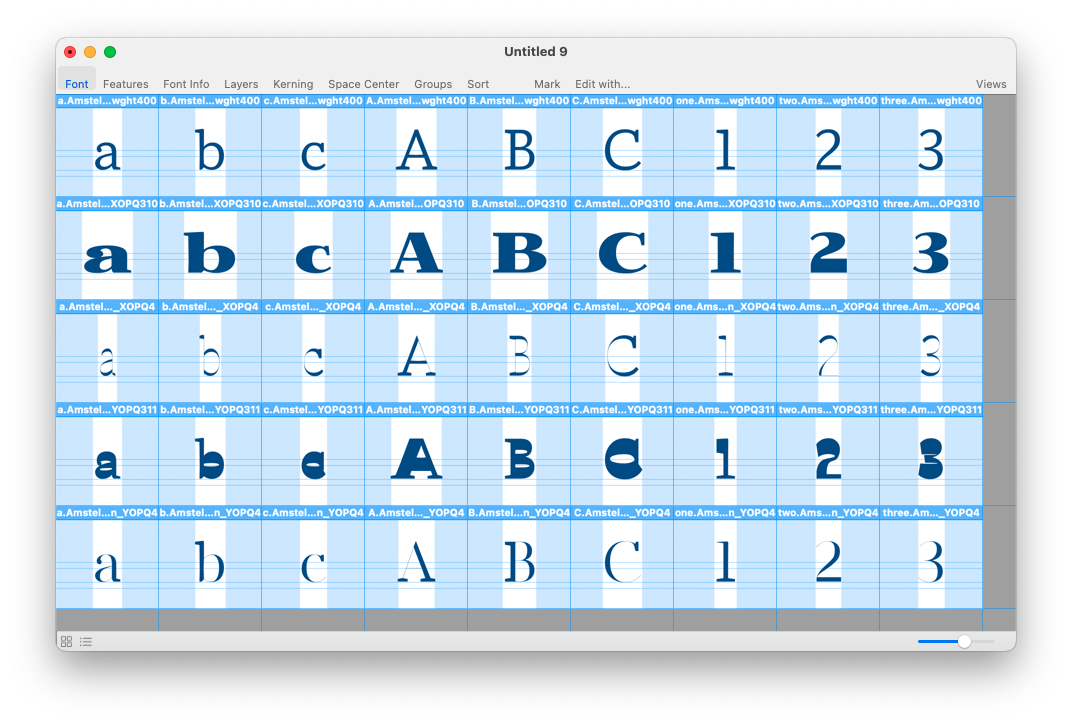 Untitled 9
Font Features Font Info Layers Kerning Space Center Groups Sort Mark Edit with... Views
a.Amstel...wght400 b.Amstel...wght400 c.Amstel...wght400 A.Amstel...wght400 B.Amstel...wght400 C.Amstel...wght400 one.Ams...wght400 two.Ams...wght400 three.Am...wght400
a b c A B C 1 2 3
a.Amstel...XOPQ310 b.Amstel...XOPQ310 c.Amstel...XOPQ310 A.Amstel...OPQ310 B.Amstel...OPQ310 C.Amstel...OPQ310 one.Ams...XOPQ310 two.Ams...XOPQ310 three.Am...OPQ310
a b c A B C 1 2 3
a.Amstel..._XOPQ4 b.Amstel..._XOPQ4 c.Amstel..._XOPQ4 A.Amstel..._XOPQ4 B.Amstel..._XOPQ4 C.Amstel..._XOPQ4 one.Ams...n_XOPQ4 two.Ams...n_XOPQ4 three.Am..._XOPQ4
a b c A B C 1 2 3
a.Amstel...YOPQ311 b.Amstel...YOPQ311 c.Amstel...YOPQ311 A.Amstel...YOPQ311 B.Amstel...YOPQ311 C.Amstel...YOPQ311 one.Ams...YOPQ311 two.Ams...YOPQ311 three.Am...YOPQ311
a b c A B C 1 2 3
a.Amstel...n_YOPQ4 b.Amstel...n_YOPQ4 c.Amstel...n_YOPQ4 A.Amstel..._YOPQ4 B.Amstel...n_YOPQ4 C.Amstel..._YOPQ4 one.Ams...n_YOPQ4 two.Ams...n_YOPQ4 three.Am..._YOPQ4
a b c A B C 1 2 3